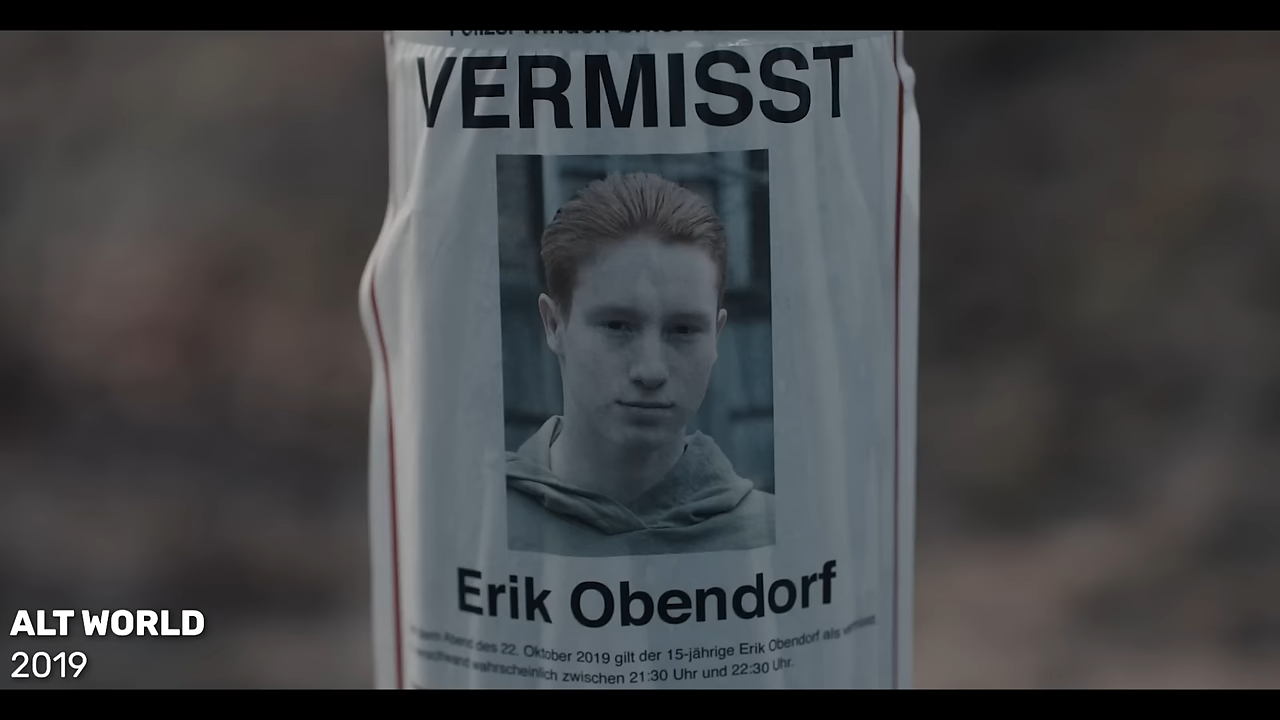 VERMISST
Erik Obendorf
Abend des 22. Oktober 2019 gilt der 15-jährige Erik Obendorf als vermisst
wahrscheinlich zwischen 21:30 Uhr und 22:30 Uhr.
ALT WORLD
2019